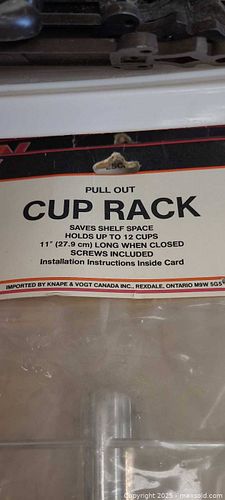 PULL OUT
CUP RACK
SAVES SHELF SPACE
HOLDS UP TO 12 CUPS
11" (27.9 cm) LONG WHEN CLOSED
SCREWS INCLUDED
Installation Instructions Inside Card
IMPORTED BY KNAPE & VOGT CANADA INC., REXDALE, ONTARIO M9W 5G5
Copyright 2025 - maxsold.com